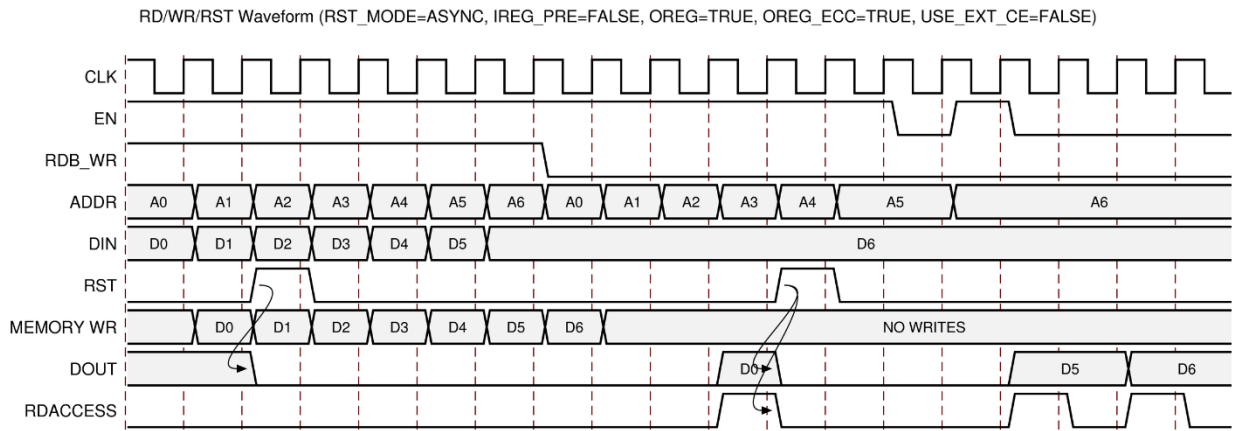 RD/WR/RST Waveform (RST_MODE=ASYNC, IREG_PRE=FALSE, OREG=TRUE, OREG_ECC=TRUE, USE_EXT_CE=FALSE)
CLK
EN
RDB_WR
ADDR A0 A1 A2 A3 A4 A5 A6 A0 A1 A2 A3 A4 A5 A6
DIN D0 D1 D2 D3 D4 D5 D6
RST
MEMORY WR D0 D1 D2 D3 D4 D5 D6 NO WRITES
DOUT D0 D5 D6
RDACCESS